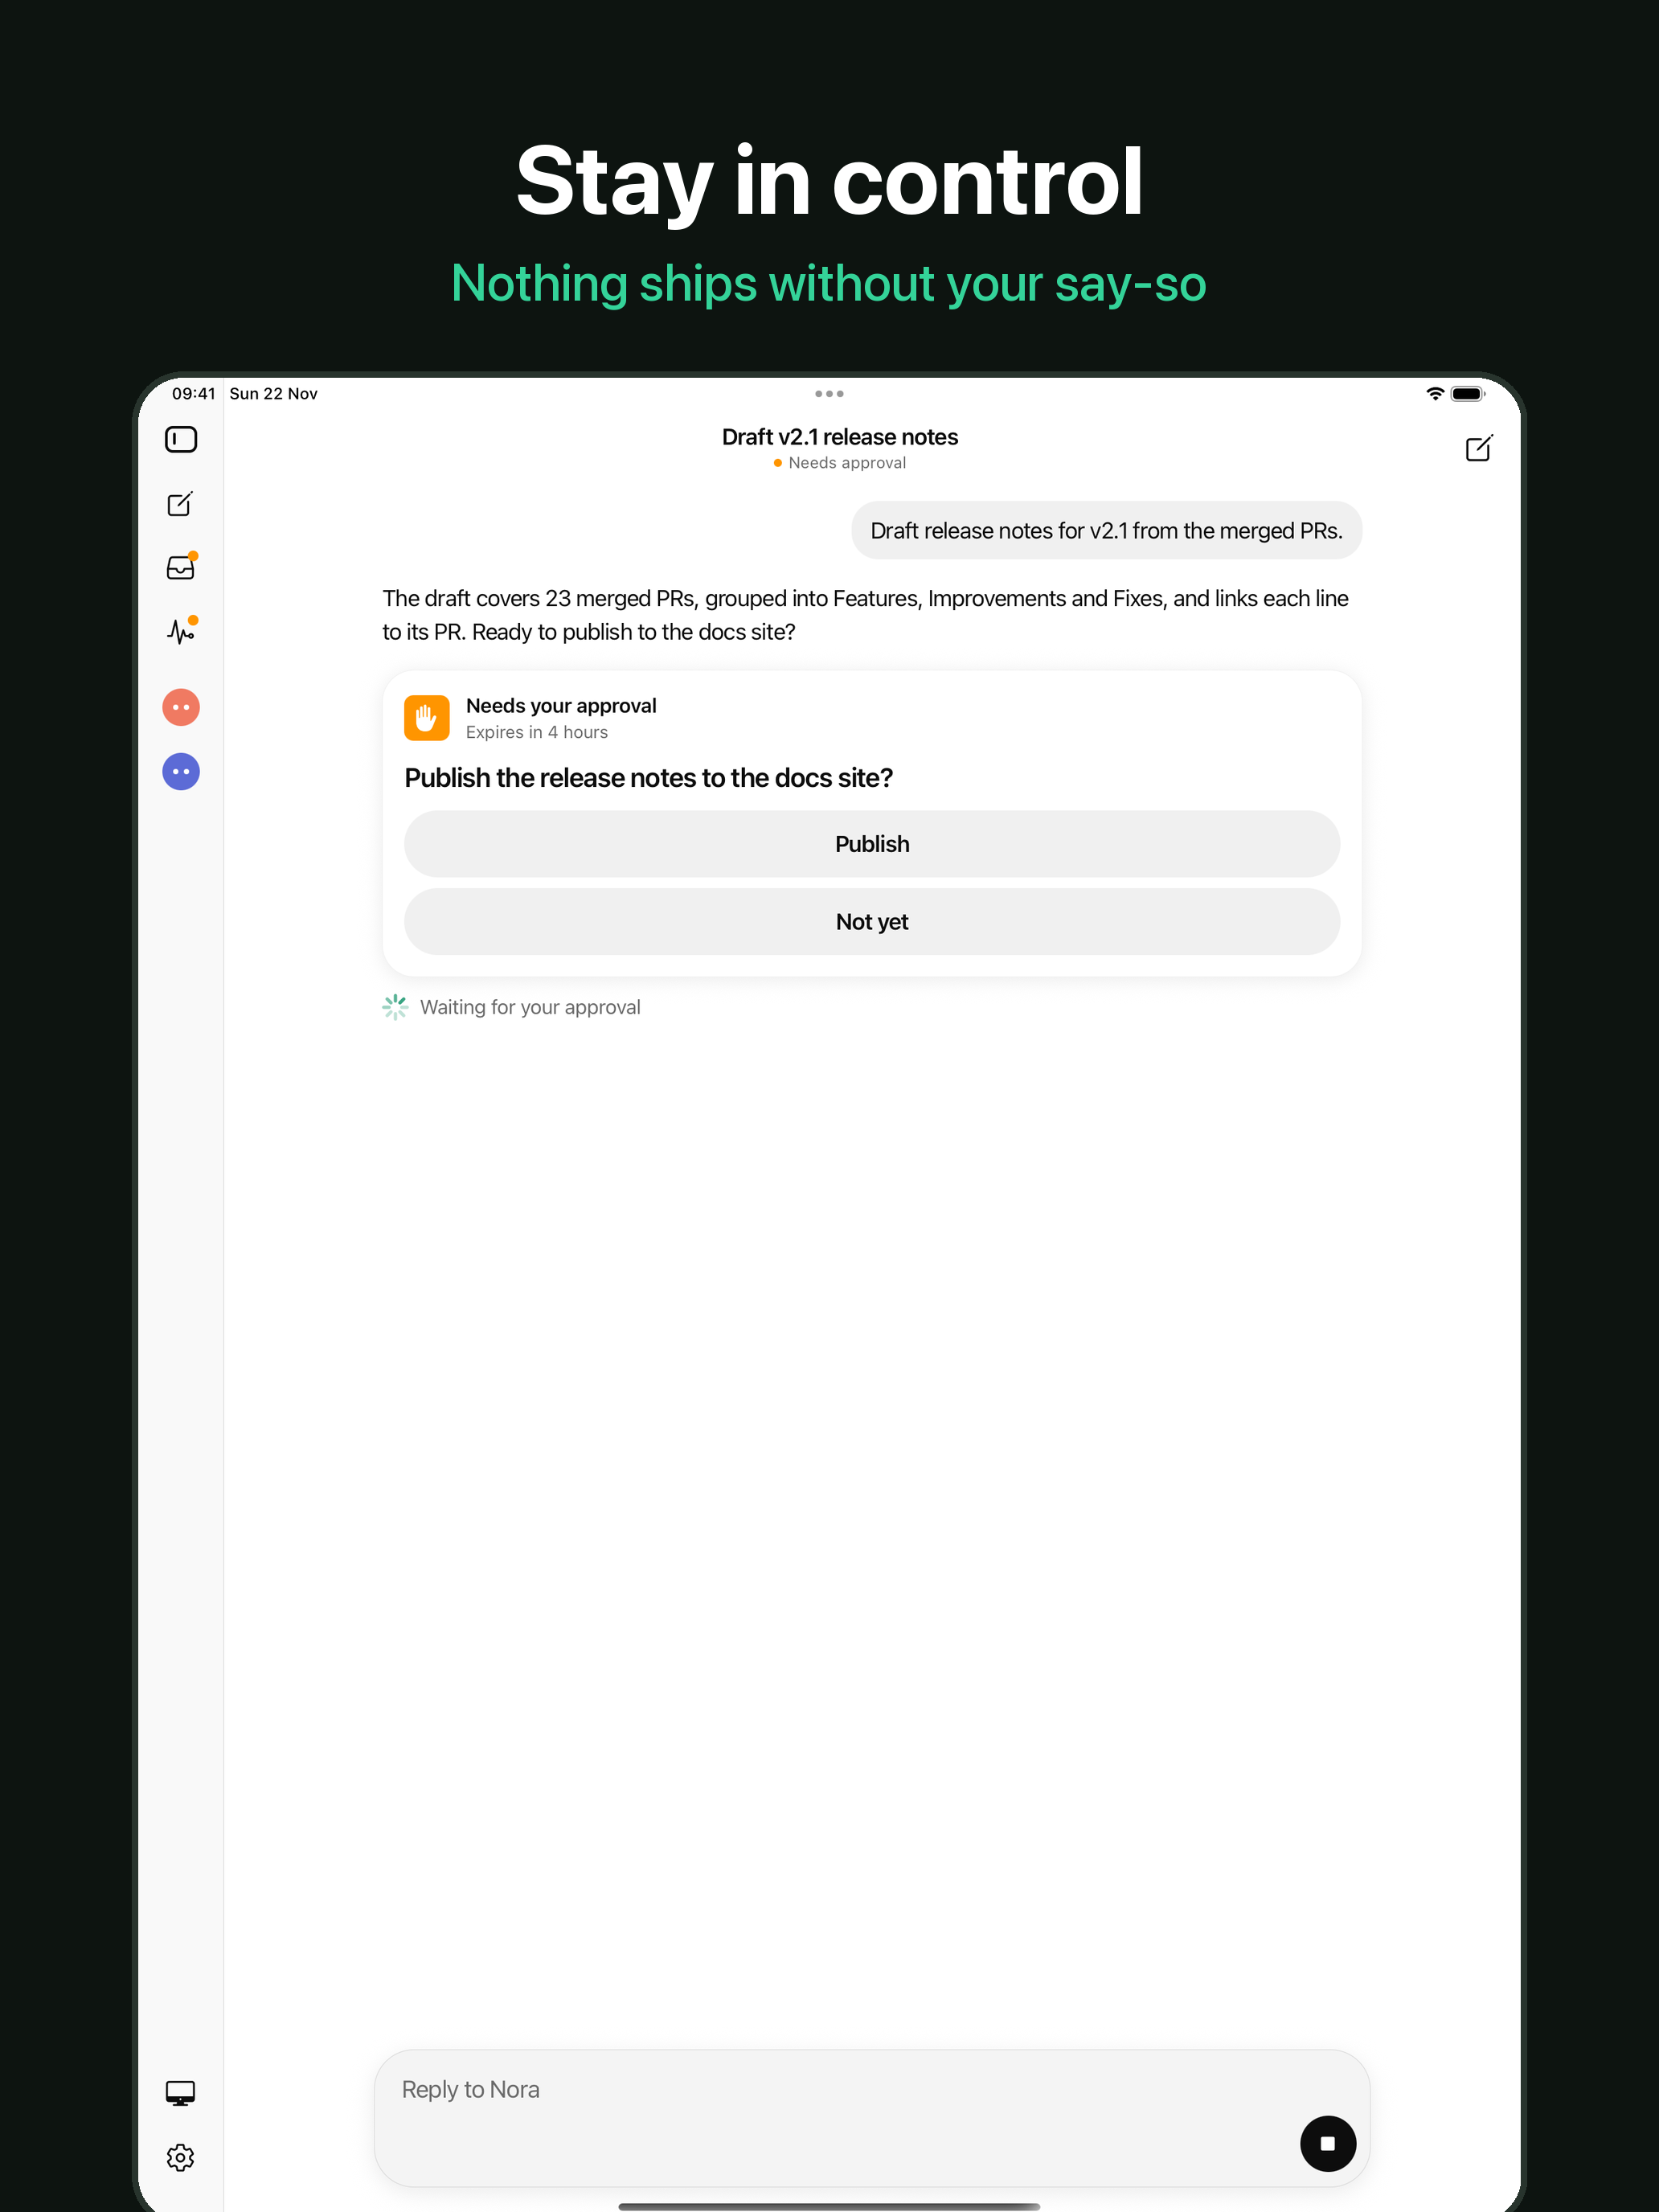 Stay in control
Nothing ships without your say-so
09:41 Sun 22 Nov
Draft v2.1 release notes
Needs approval
Draft release notes for v2.1 from the merged PRs.
The draft covers 23 merged PRs, grouped into Features, Improvements and Fixes, and links each line
to its PR. Ready to publish to the docs site?
Needs your approval
Expires in 4 hours
Publish the release notes to the docs site?
Publish
Not yet
Waiting for your approval
Reply to Nora